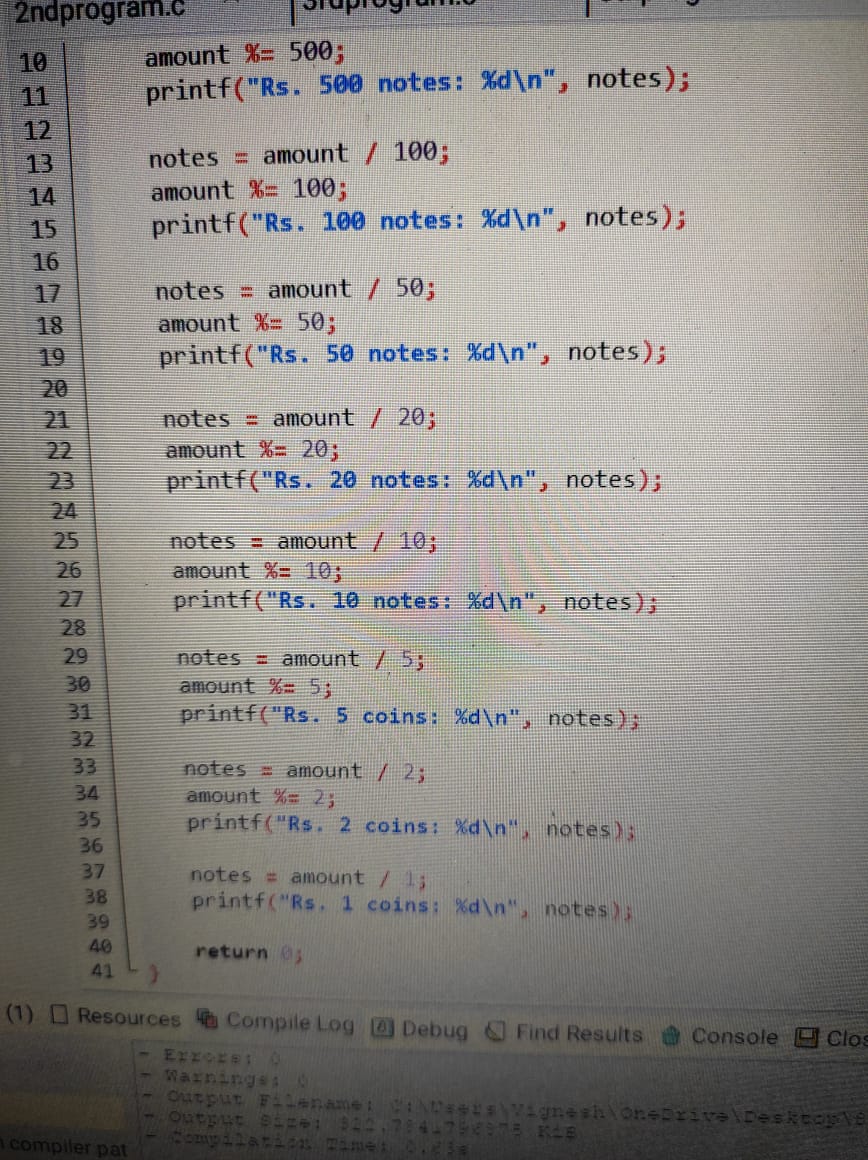 2ndprogram.c
10 amount %= 500;
11 printf("Rs. 500 notes: %d\n", notes);
12
13 notes = amount / 100;
14 amount %= 100;
15 printf("Rs. 100 notes: %d\n", notes);
16
17 notes = amount / 50;
18 amount %= 50;
19 printf("Rs. 50 notes: %d\n", notes);
20
21 notes = amount / 20;
22 amount %= 20;
23 printf("Rs. 20 notes: %d\n", notes);
24
25 notes = amount / 10;
26 amount %= 10;
27 printf("Rs. 10 notes: %d\n", notes);
28
29 notes = amount / 5;
30 amount %= 5;
31 printf("Rs. 5 coins: %d\n", notes);
32
33 notes = amount / 2;
34 amount %= 2;
35 printf("Rs. 2 coins: %d\n", notes);
36
37 notes = amount / 1;
38 printf("Rs. 1 coins: %d\n", notes);
39
40 return 0;
41 }
(1) Resources Compile Log Debug Find Results Console Clos
- Errors: 0
- Warnings: 0
- Output Filename: C:\Users\Vignesh\OneDrive\Desktop\
- Output Size: KiB
compiler.pat - Compilation Time: